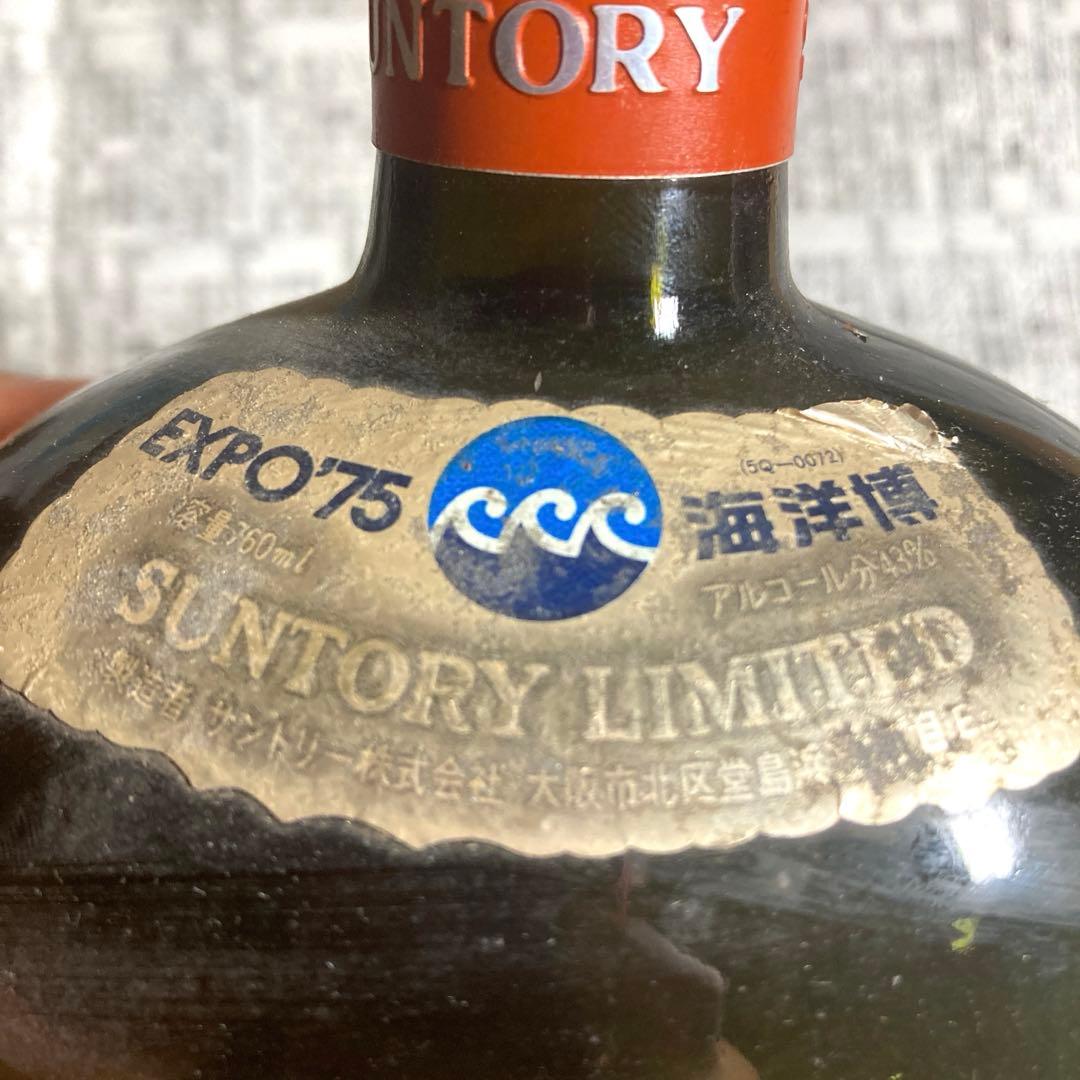 SUNTORY
EXPO'75
(5Q-0072)
海洋博
容量760ml
アルコール分43%
SUNTORY LIMITED
製造者 サントリー株式会社 大阪市北区堂島